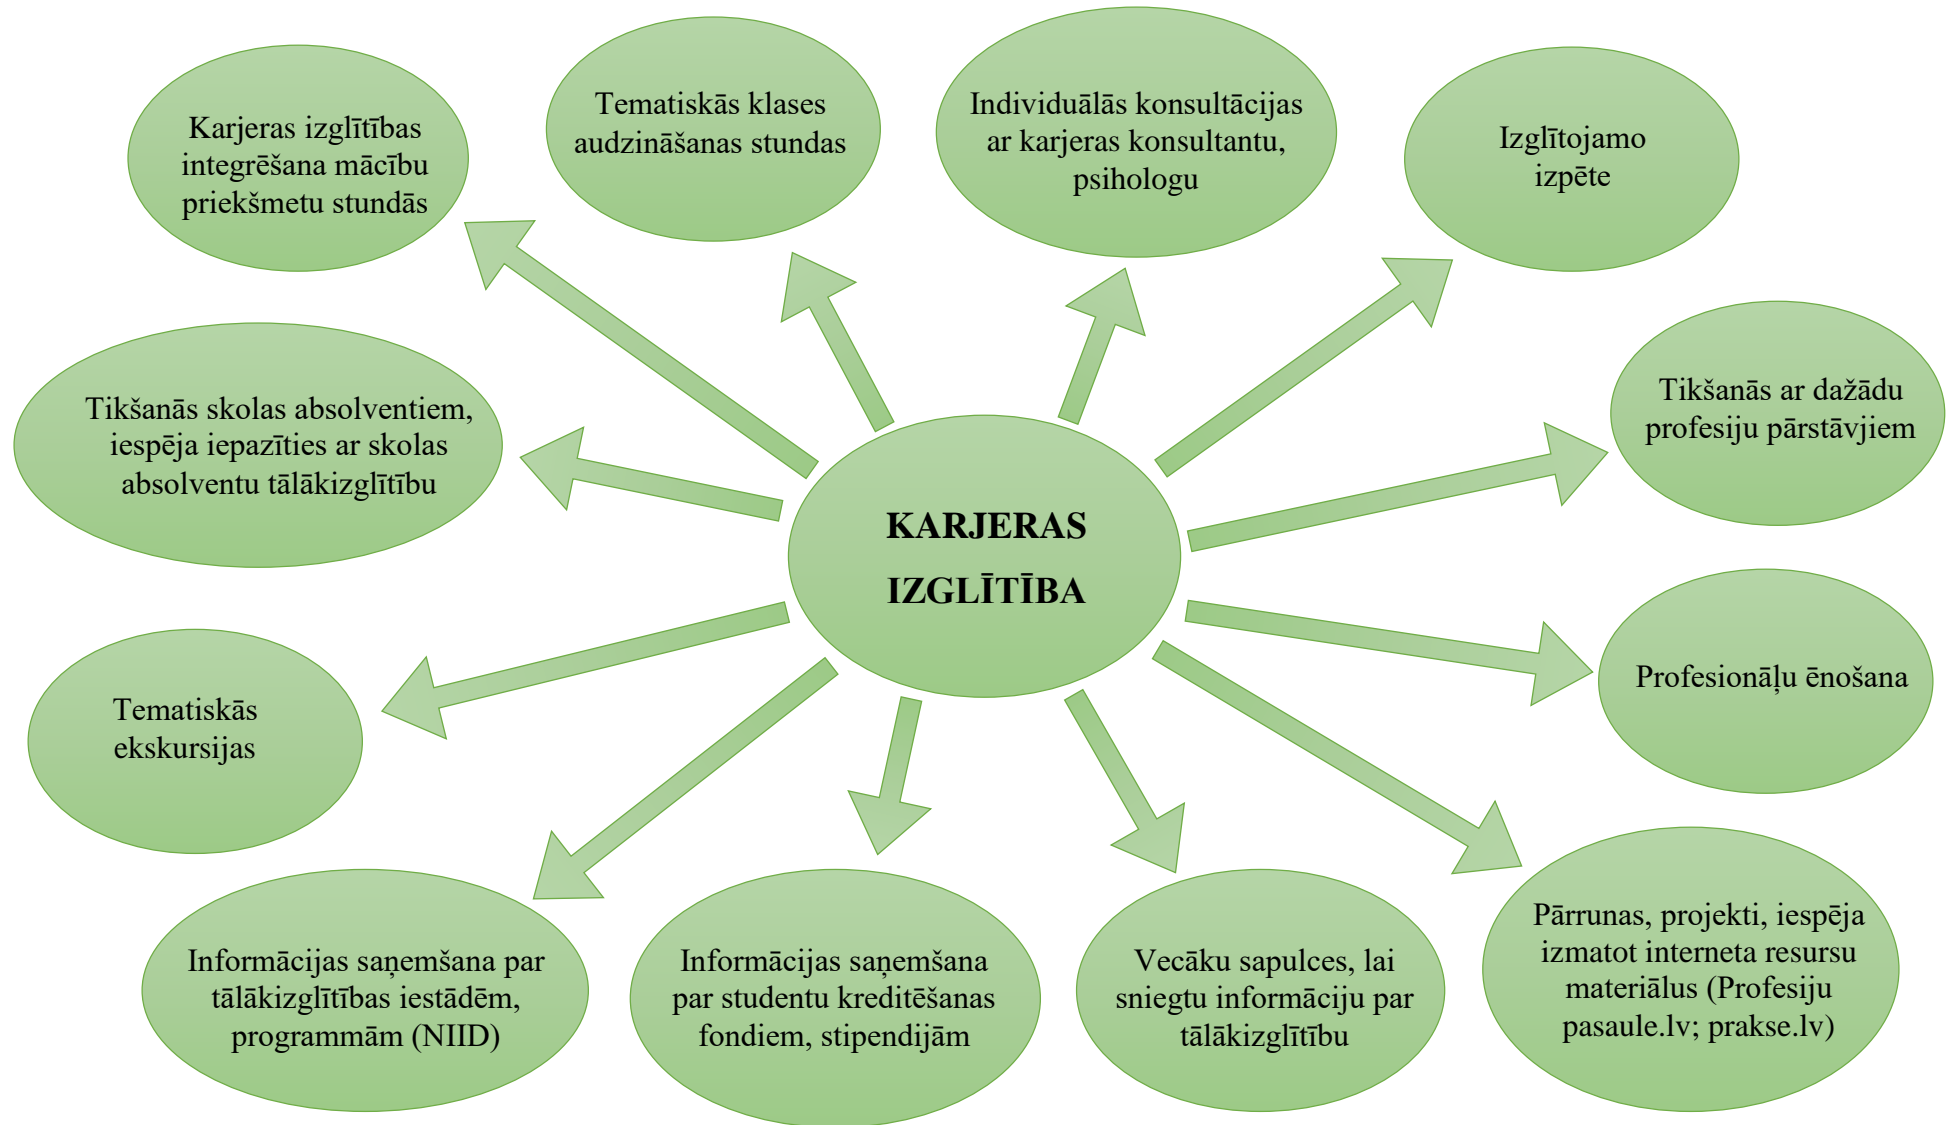 Karjeras izglītības
integrēšana mācību
priekšmetu stundās
Tematiskās klases
audzināšanas stundas
Individuālās konsultācijas
ar karjeras konsultantu,
psihologu
Izglītojamo
izpēte
Tikšanās skolas absolventiem,
iespēja iepazīties ar skolas
absolventu tālākizglītību
Tikšanās ar dažādu
profesiju pārstāvjiem
KARJERAS
IZGLĪTĪBA
Tematiskās
ekskursijas
Profesionāļu ēnošana
Informācijas saņemšana par
tālākizglītības iestādēm,
programmām (NIID)
Informācijas saņemšana
par studentu kreditēšanas
fondiem, stipendijām
Vecāku sapulces, lai
sniegtu informāciju par
tālākizglītību
Pārrunas, projekti, iespēja
izmatot interneta resursu
materiālus (Profesiju
pasaule.lv; prakse.lv)